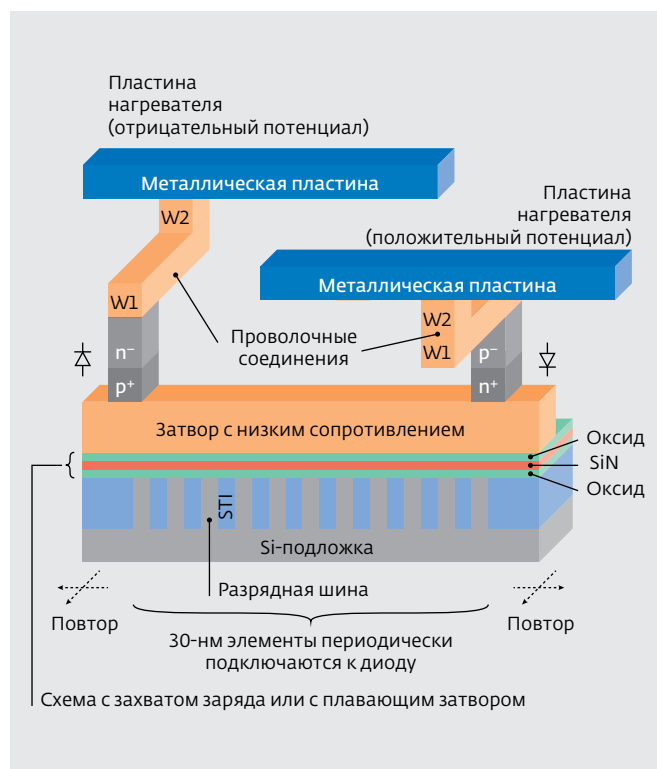 Пластина
нагревателя
(отрицательный потенциал)
Металлическая пластина
Пластина
нагревателя
(положительный потенциал)
W2
Металлическая пластина
W1
W2
W1
Проволочные
соединения
n⁻
p⁻
p⁺
n⁺
Затвор с низким сопротивлением
Оксид
SiN
Оксид
STI
Si-подложка
Разрядная шина
Повтор
Повтор
30-нм элементы периодически
подключаются к диоду
Схема с захватом заряда или с плавающим затвором